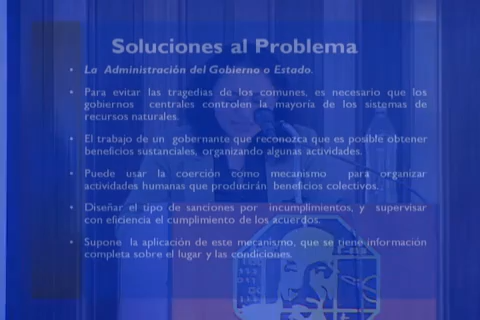 Soluciones al Problema
• La Administración del Gobierno o Estado.
• Para evitar las tragedias de los comunes, es necesario que los
gobiernos centrales controlen la mayoría de los sistemas de
recursos naturales.
• El trabajo de un gobernante que reconozca que es posible obtener
beneficios sustanciales, organizando algunas actividades.
• Puede usar la coerción como mecanismo para organizar
actividades humanas que producirán beneficios colectivos.
• Diseñar el tipo de sanciones por incumplimientos, y supervisar
con eficiencia el cumplimiento de los acuerdos.
• Supone la aplicación de este mecanismo, que se tiene información
completa sobre el lugar y las condiciones.